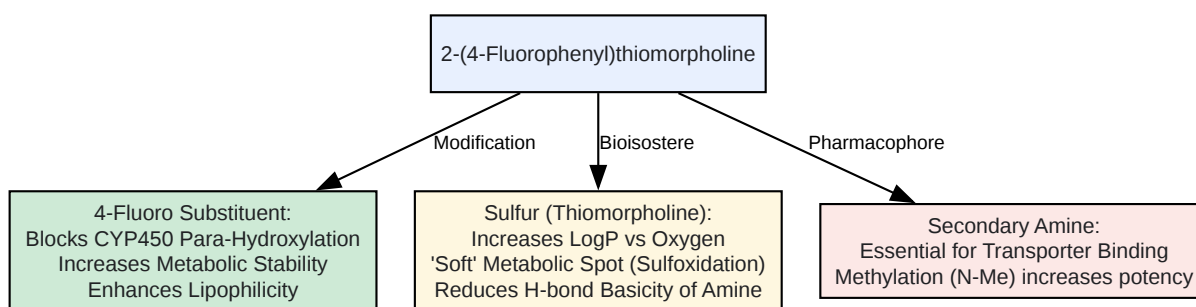 2-(4-Fluorophenyl)thiomorpholine
Modification
Bioisostere
Pharmacophore
4-Fluoro Substituent:
Blocks CYP450 Para-Hydroxylation
Increases Metabolic Stability
Enhances Lipophilicity
Sulfur (Thiomorpholine):
Increases LogP vs Oxygen
'Soft' Metabolic Spot (Sulfoxidation)
Reduces H-bond Basicity of Amine
Secondary Amine:
Essential for Transporter Binding
Methylation (N-Me) increases potency